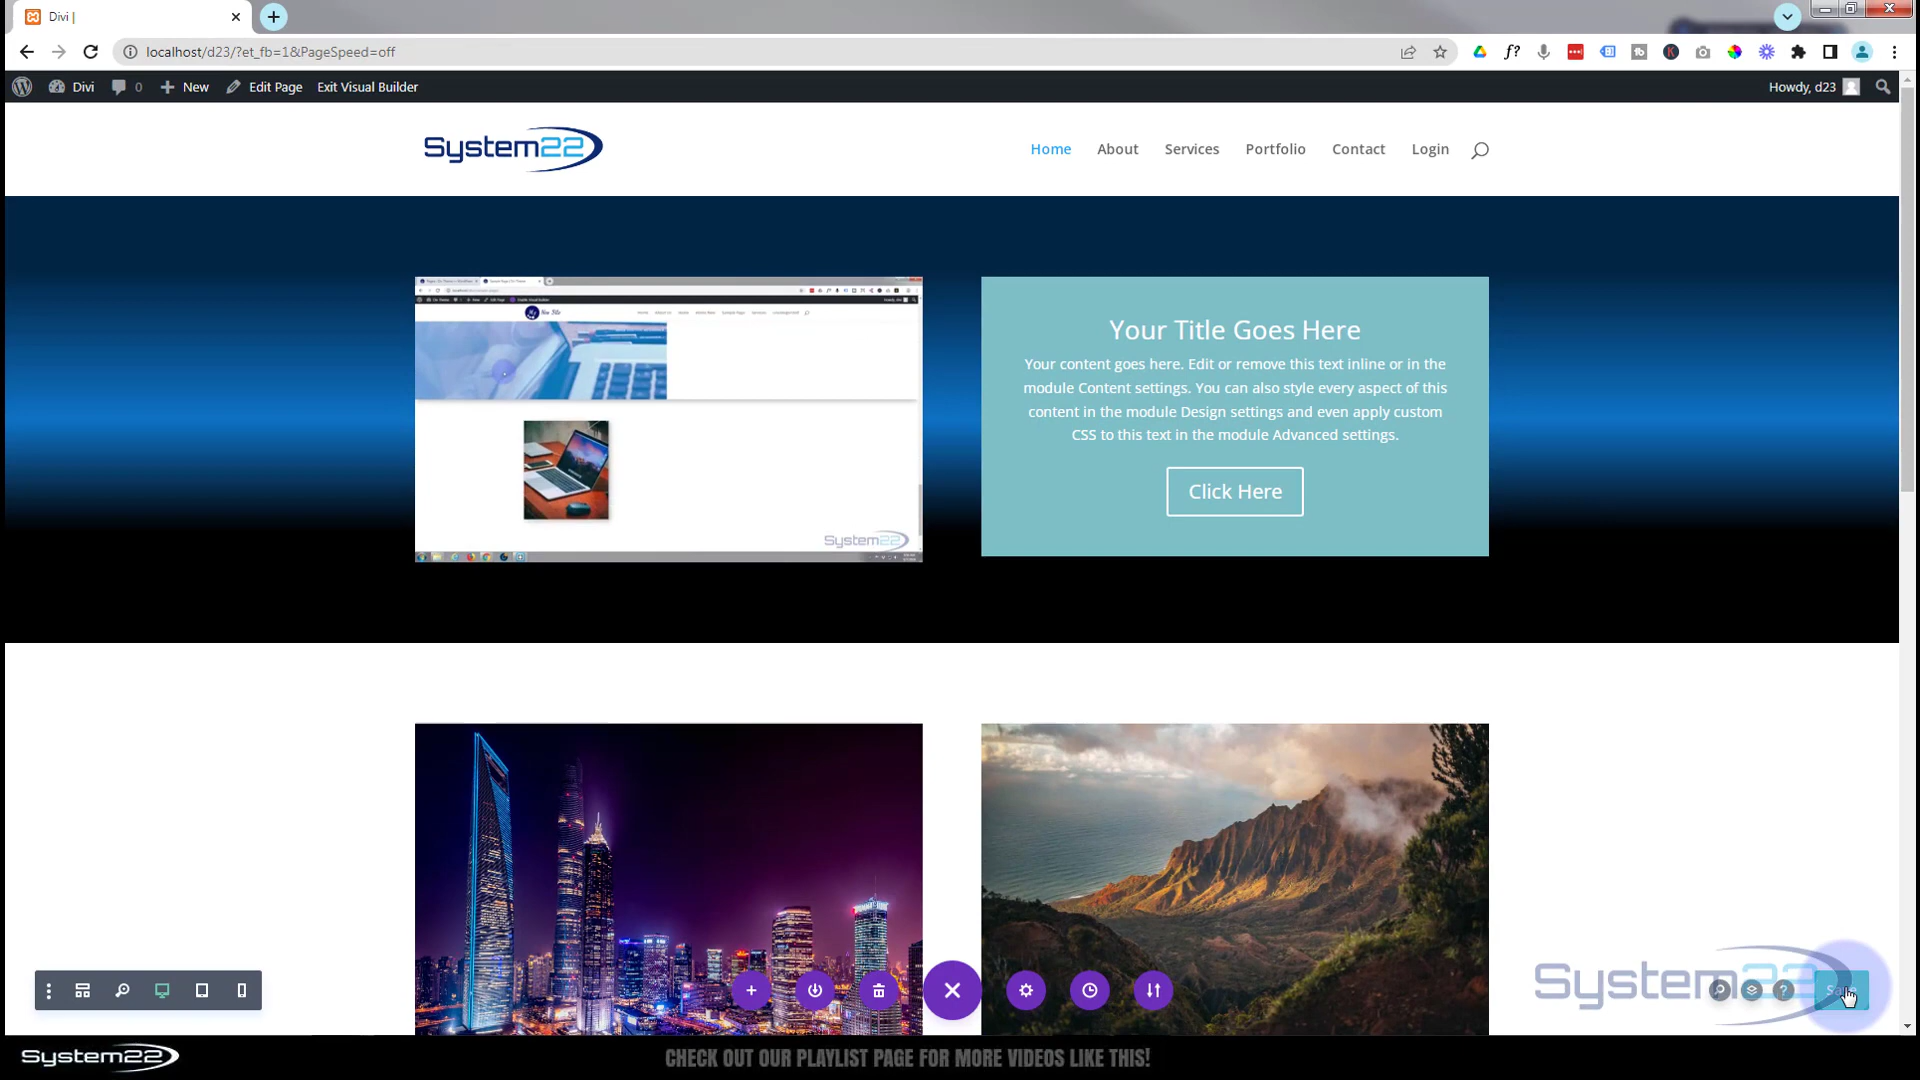 Divi |
localhost/d23/?et_fb=1&PageSpeed=off
Divi 0 New Edit Page Exit Visual Builder Howdy, d23
System22
Home About Services Portfolio Contact Login
Your Title Goes Here
Your content goes here. Edit or remove this text inline or in the
module Content settings. You can also style every aspect of this
content in the module Design settings and even apply custom
CSS to this text in the module Advanced settings.
Click Here
System22
System22
System22
CHECK OUT OUR PLAYLIST PAGE FOR MORE VIDEOS LIKE THIS!